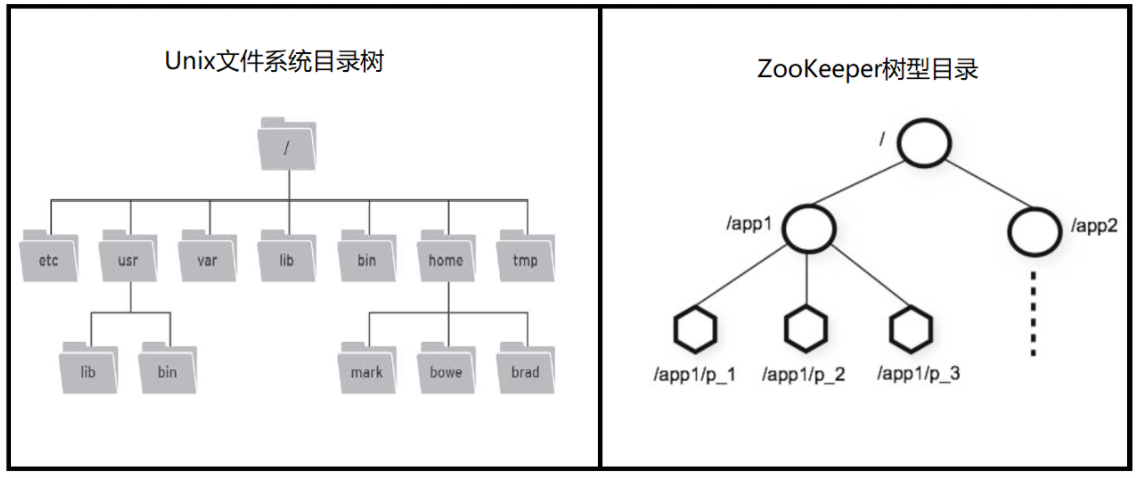 Unix文件系统目录树
/
etc
usr
var
lib
bin
home
tmp
lib
bin
mark
bowe
brad
ZooKeeper树型目录
/
/app1
/app2
/app1/p_1
/app1/p_2
/app1/p_3